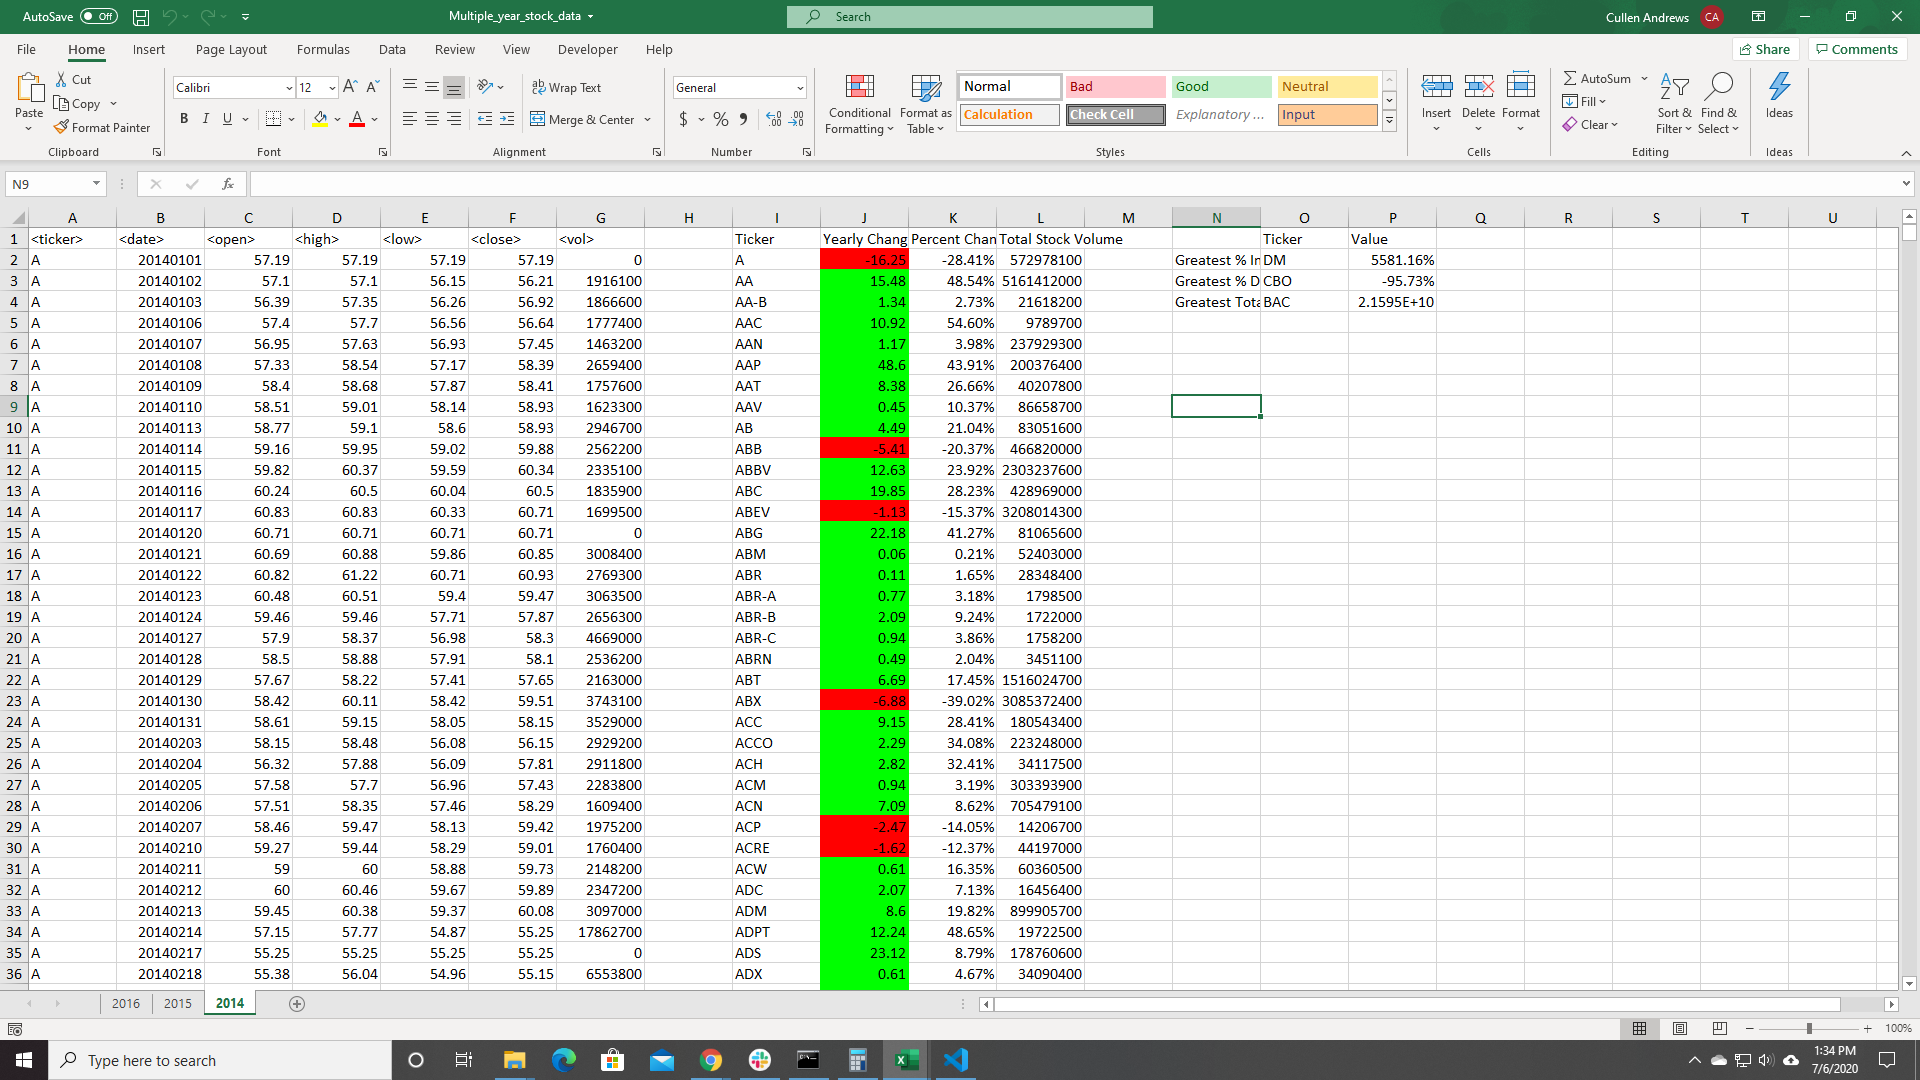 AutoSave Off Multiple_year_stock_data Search Cullen Andrews CA
File Home Insert Page Layout Formulas Data Review View Developer Help Share Comments
Paste Cut Copy Format Painter Clipboard
Calibri 12 B I U Font
Wrap Text Merge & Center Alignment
General $ % Number
Conditional Formatting Format as Table
Normal Bad Good Neutral
Calculation Check Cell Explanatory ... Input
Styles
Insert Delete Format Cells
AutoSum Fill Clear Sort & Filter Find & Select Editing
Ideas Ideas
N9 fx
A B C D E F G H I J K L M N O P Q R S T U
1 <ticker> <date> <open> <high> <low> <close> <vol> Ticker Yearly Chang Percent Chan Total Stock Volume Ticker Value
2 A 20140101 57.19 57.19 57.19 57.19 0 A -16.25 -28.41% 572978100 Greatest % In DM 5581.16%
3 A 20140102 57.1 57.1 56.15 56.21 1916100 AA 15.48 48.54% 5161412000 Greatest % D CBO -95.73%
4 A 20140103 56.39 57.35 56.26 56.92 1866600 AA-B 1.34 2.73% 21618200 Greatest Tota BAC 2.1595E+10
5 A 20140106 57.4 57.7 56.56 56.64 1777400 AAC 10.92 54.60% 9789700
6 A 20140107 56.95 57.63 56.93 57.45 1463200 AAN 1.17 3.98% 237929300
7 A 20140108 57.33 58.54 57.17 58.39 2659400 AAP 48.6 43.91% 200376400
8 A 20140109 58.4 58.68 57.87 58.41 1757600 AAT 8.38 26.66% 40207800
9 A 20140110 58.51 59.01 58.14 58.93 1623300 AAV 0.45 10.37% 86658700
10 A 20140113 58.77 59.1 58.6 58.93 2946700 AB 4.49 21.04% 83051600
11 A 20140114 59.16 59.95 59.02 59.88 2562200 ABB -5.41 -20.37% 466820000
12 A 20140115 59.82 60.37 59.59 60.34 2335100 ABBV 12.63 23.92% 2303237600
13 A 20140116 60.24 60.5 60.04 60.5 1835900 ABC 19.85 28.23% 428969000
14 A 20140117 60.83 60.83 60.33 60.71 1699500 ABEV -1.13 -15.37% 3208014300
15 A 20140120 60.71 60.71 60.71 60.71 0 ABG 22.18 41.27% 81065600
16 A 20140121 60.69 60.88 59.86 60.85 3008400 ABM 0.06 0.21% 52403000
17 A 20140122 60.82 61.22 60.71 60.93 2769300 ABR 0.11 1.65% 28348400
18 A 20140123 60.48 60.51 59.4 59.47 3063500 ABR-A 0.77 3.18% 1798500
19 A 20140124 59.46 59.46 57.71 57.87 2656300 ABR-B 2.09 9.24% 1722000
20 A 20140127 57.9 58.37 56.98 58.3 4669000 ABR-C 0.94 3.86% 1758200
21 A 20140128 58.5 58.88 57.91 58.1 2536200 ABRN 0.49 2.04% 3451100
22 A 20140129 57.67 58.22 57.41 57.65 2163000 ABT 6.69 17.45% 1516024700
23 A 20140130 58.42 60.11 58.42 59.51 3743100 ABX -6.88 -39.02% 3085372400
24 A 20140131 58.61 59.15 58.05 58.15 3529000 ACC 9.15 28.41% 180543400
25 A 20140203 58.15 58.48 56.08 56.15 2929200 ACCO 2.29 34.08% 223248000
26 A 20140204 56.32 57.88 56.09 57.81 2911800 ACH 2.82 32.41% 34117500
27 A 20140205 57.58 57.7 56.96 57.43 2283800 ACM 0.94 3.19% 303393900
28 A 20140206 57.51 58.35 57.46 58.29 1609400 ACN 7.09 8.62% 705479100
29 A 20140207 58.46 59.47 58.13 59.42 1975200 ACP -2.47 -14.05% 14206700
30 A 20140210 59.27 59.44 58.29 59.01 1760400 ACRE -1.62 -12.37% 44197000
31 A 20140211 59 60 58.88 59.73 2148200 ACW 0.61 16.35% 60360500
32 A 20140212 60 60.46 59.67 59.89 2347200 ADC 2.07 7.13% 16456400
33 A 20140213 59.45 60.38 59.37 60.08 3097000 ADM 8.6 19.82% 899905700
34 A 20140214 57.15 57.77 54.87 55.25 17862700 ADPT 12.24 48.65% 19722500
35 A 20140217 55.25 55.25 55.25 55.25 0 ADS 23.12 8.79% 178760600
36 A 20140218 55.38 56.04 54.96 55.15 6553800 ADX 0.61 4.67% 34090400
2016 2015 2014
100%
Type here to search 1:34 PM
7/6/2020